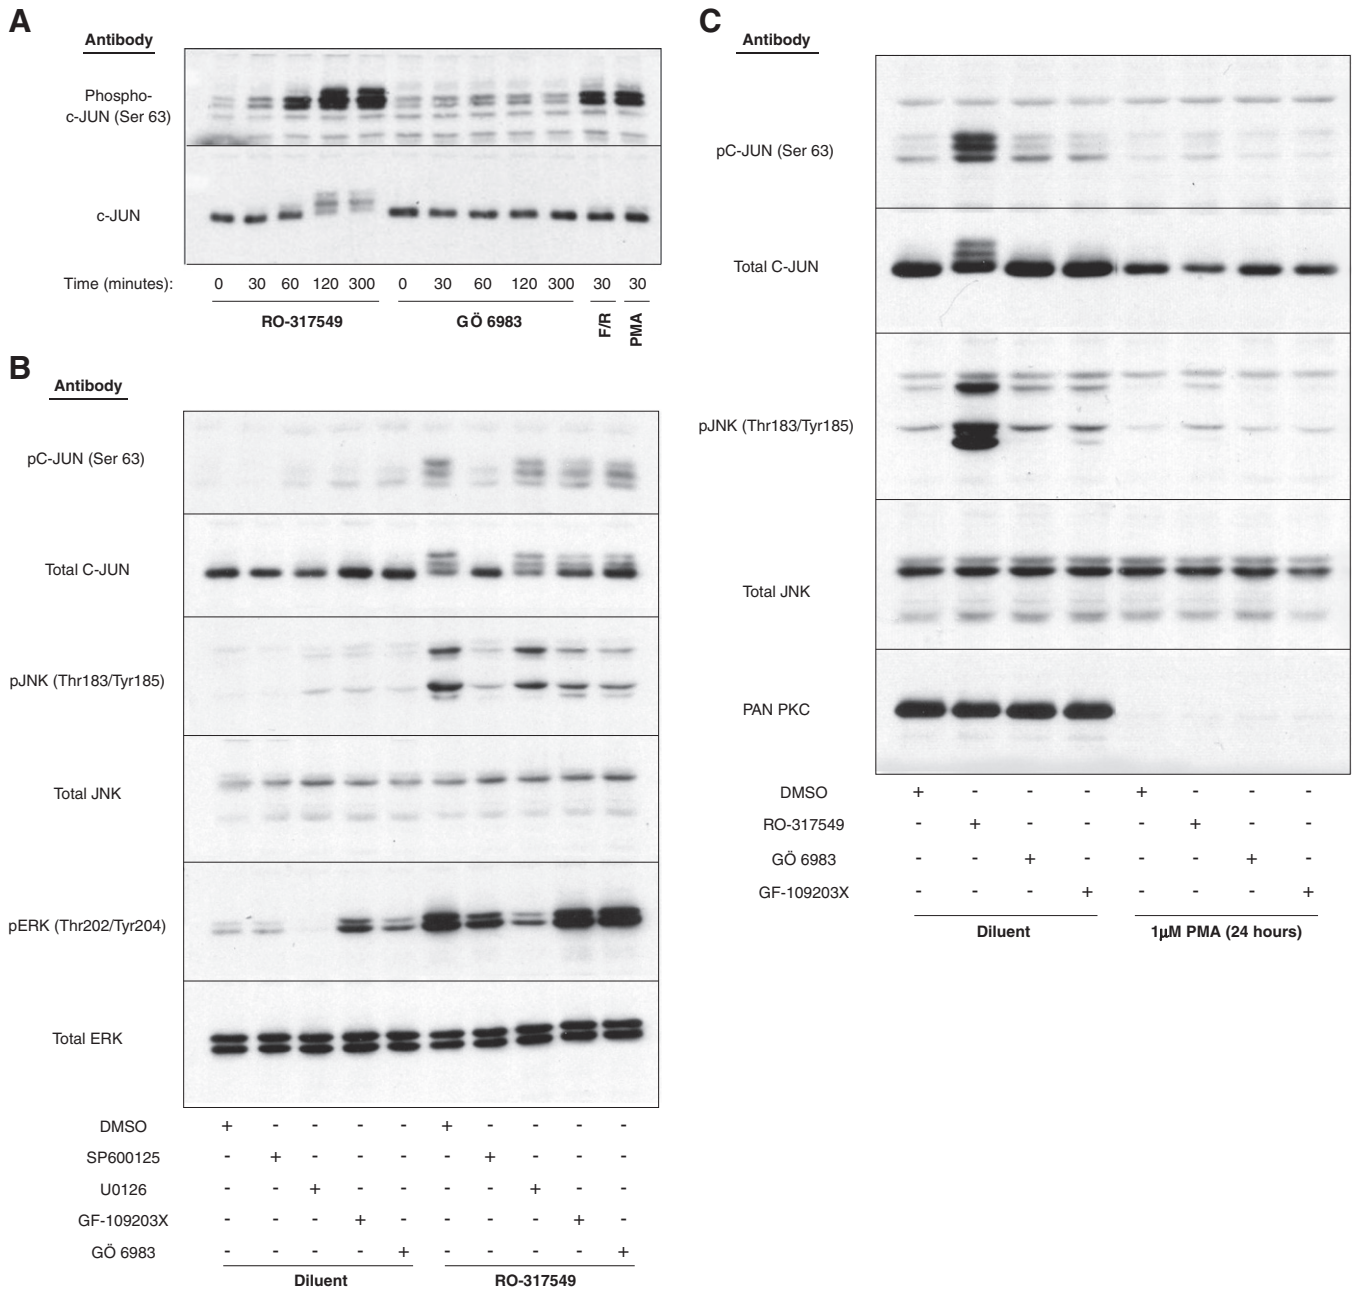 A
Antibody
Phospho-
c-JUN (Ser 63)
c-JUN
Time (minutes): 0 30 60 120 300 0 30 60 120 300 30 30
RO-317549 GÖ 6983 F/R PMA
B
Antibody
pC-JUN (Ser 63)
Total C-JUN
pJNK (Thr183/Tyr185)
Total JNK
pERK (Thr202/Tyr204)
Total ERK
DMSO + - - - - + - - - -
SP600125 - + - - - - + - - -
U0126 - - + - - - - + - -
GF-109203X - - - + - - - - + -
GÖ 6983 - - - - + - - - - +
Diluent RO-317549
C
Antibody
pC-JUN (Ser 63)
Total C-JUN
pJNK (Thr183/Tyr185)
Total JNK
PAN PKC
DMSO + - - - + - - -
RO-317549 - + - - - + - -
GÖ 6983 - - + - - - + -
GF-109203X - - - + - - - +
Diluent 1µM PMA (24 hours)